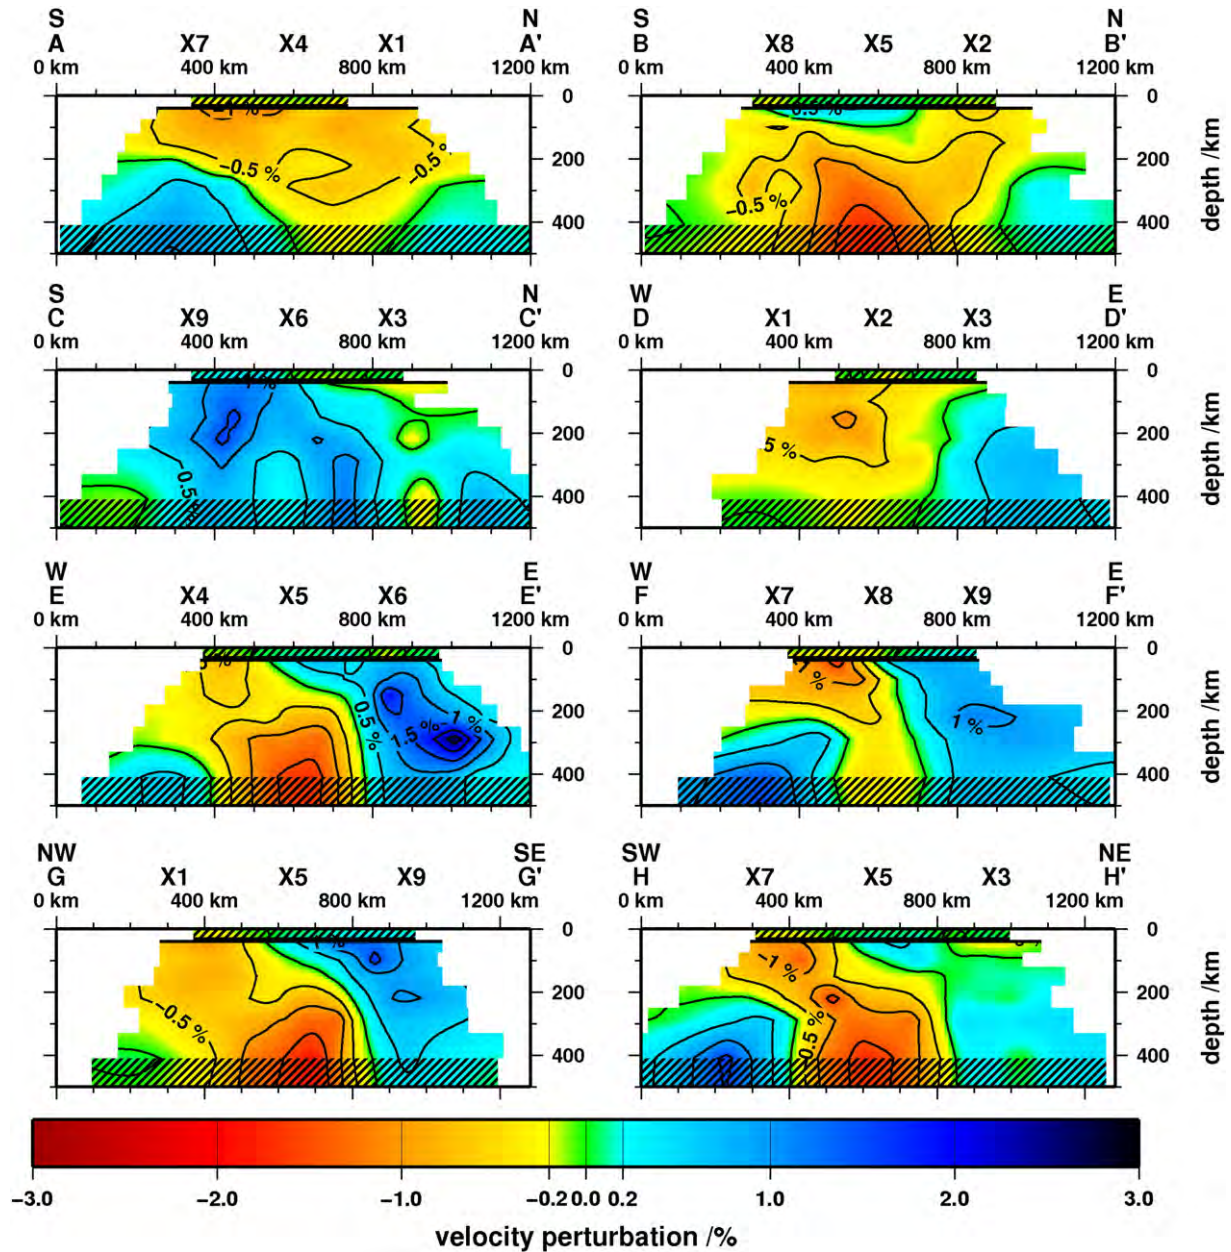 S N S N
A X7 X4 X1 A' B X8 X5 X2 B'
0 km 400 km 800 km 1200 km 0 km 400 km 800 km 1200 km
0 0
−1 % 0.5 %
−0.5 % −0.5 % 200 −0.5 % 200
400 400
depth /km
S N W E
C X9 X6 X3 C' D X1 X2 X3 D'
0 km 400 km 800 km 1200 km 0 km 400 km 800 km 1200 km
0 0
1 %
200 5 % 200
−0.5 % 400 400
depth /km
W E W E
E X4 X5 X6 E' F X7 X8 X9 F'
0 km 400 km 800 km 1200 km 0 km 400 km 800 km 1200 km
0 0
%
0.5 % 1.5 % −1 % 200 1 % 200
400 400
depth /km
NW SE SW NE
G X1 X5 X9 G' H X7 X5 X3 H'
0 km 400 km 800 km 1200 km 0 km 400 km 800 km 1200 km
0 0
% −1 %
−0.5 % 200 0.5 % 200
400 400
depth /km
−3.0 −2.0 −1.0 −0.2 0.0 0.2 1.0 2.0 3.0
velocity perturbation /%